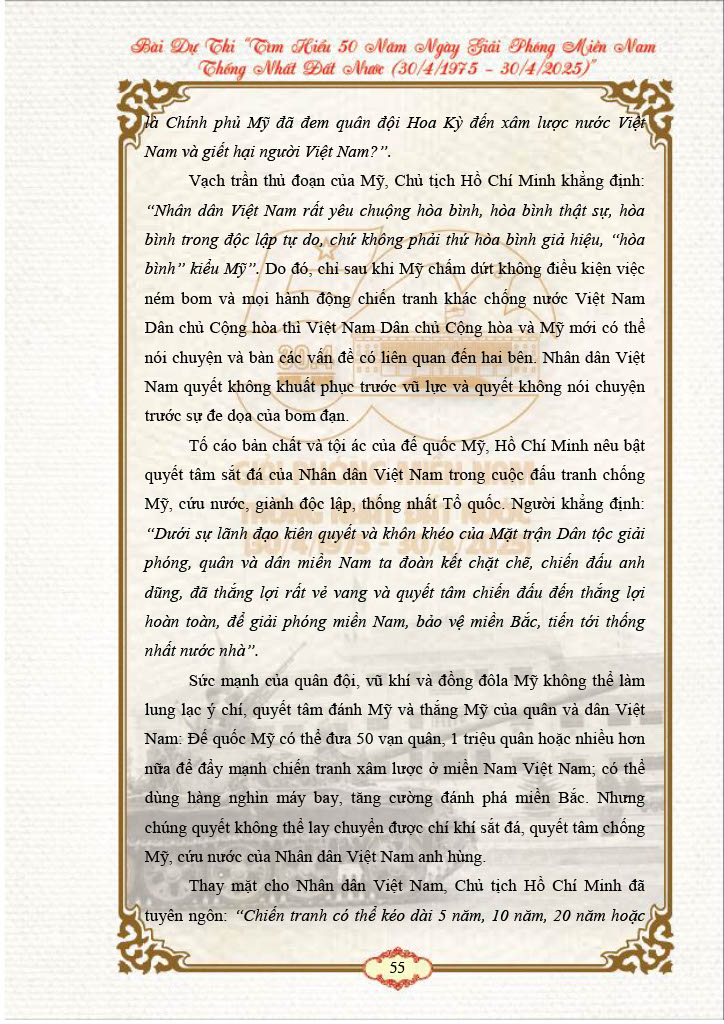 Bài Dự Thi “Tìm Hiểu 50 Năm Ngày Giải Phóng Miền Nam
Thống Nhất Đất Nước (30/4/1975 - 30/4/2025)”
là Chính phủ Mỹ đã đem quân đội Hoa Kỳ đến xâm lược nước Việt
Nam và giết hại người Việt Nam?”.
Vạch trần thủ đoạn của Mỹ, Chủ tịch Hồ Chí Minh khẳng định:
“Nhân dân Việt Nam rất yêu chuộng hòa bình, hòa bình thật sự, hòa
bình trong độc lập tự do, chứ không phải thứ hòa bình giả hiệu, “hòa
bình” kiểu Mỹ”. Do đó, chỉ sau khi Mỹ chấm dứt không điều kiện việc
ném bom và mọi hành động chiến tranh khác chống nước Việt Nam
Dân chủ Cộng hòa thì Việt Nam Dân chủ Cộng hòa và Mỹ mới có thể
nói chuyện và bàn các vấn đề có liên quan đến hai bên. Nhân dân Việt
Nam quyết không khuất phục trước vũ lực và quyết không nói chuyện
trước sự đe dọa của bom đạn.
Tố cáo bản chất và tội ác của đế quốc Mỹ, Hồ Chí Minh nêu bật
quyết tâm sắt đá của Nhân dân Việt Nam trong cuộc đấu tranh chống
Mỹ, cứu nước, giành độc lập, thống nhất Tổ quốc. Người khẳng định:
“Dưới sự lãnh đạo kiên quyết và khôn khéo của Mặt trận Dân tộc giải
phóng, quân và dân miền Nam ta đoàn kết chặt chẽ, chiến đấu anh
dũng, đã thắng lợi rất vẻ vang và quyết tâm chiến đấu đến thắng lợi
hoàn toàn, để giải phóng miền Nam, bảo vệ miền Bắc, tiến tới thống
nhất nước nhà”.
Sức mạnh của quân đội, vũ khí và đồng đôla Mỹ không thể làm
lung lạc ý chí, quyết tâm đánh Mỹ và thắng Mỹ của quân và dân Việt
Nam: Đế quốc Mỹ có thể đưa 50 vạn quân, 1 triệu quân hoặc nhiều hơn
nữa để đẩy mạnh chiến tranh xâm lược ở miền Nam Việt Nam; có thể
dùng hàng nghìn máy bay, tăng cường đánh phá miền Bắc. Nhưng
chúng quyết không thể lay chuyển được chí khí sắt đá, quyết tâm chống
Mỹ, cứu nước của Nhân dân Việt Nam anh hùng.
Thay mặt cho Nhân dân Việt Nam, Chủ tịch Hồ Chí Minh đã
tuyên ngôn: “Chiến tranh có thể kéo dài 5 năm, 10 năm, 20 năm hoặc
50
30.4
GIẢI PHÓNG MIỀN NAM
THỐNG NHẤT ĐẤT NƯỚC
(30/4/1975 - 30/4/2025)
55